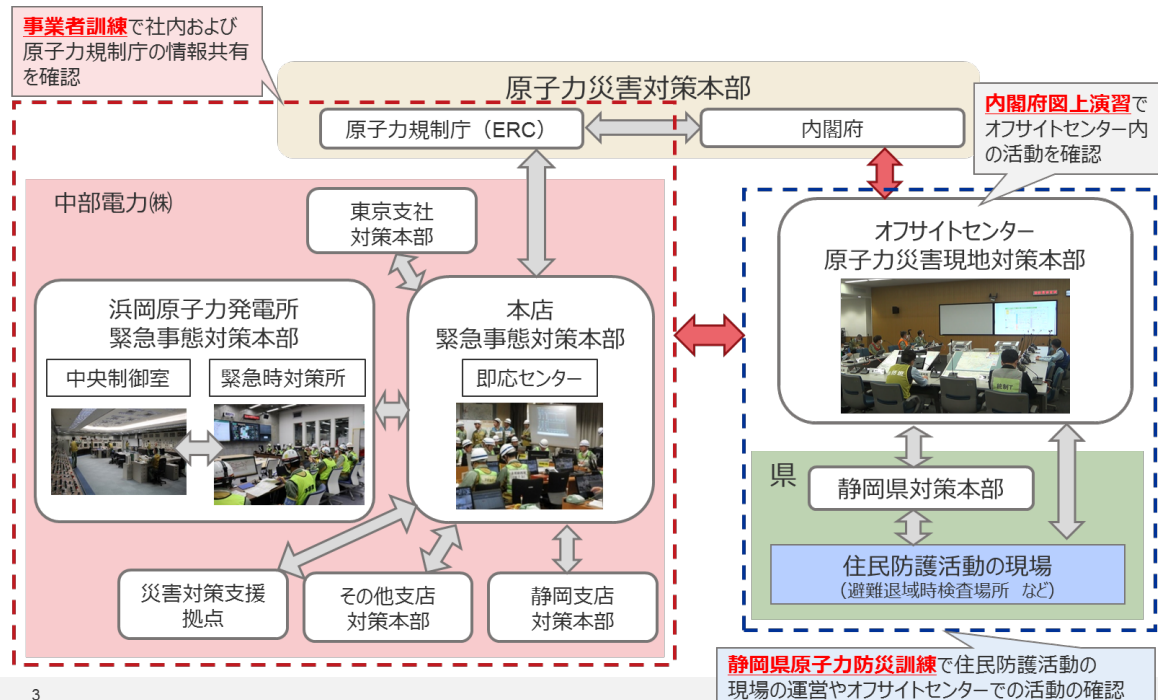 事業者訓練で社内および
原子力規制庁の情報共有
を確認
原子力災害対策本部
原子力規制庁（ERC）
内閣府
内閣府図上演習で
オフサイトセンター内
の活動を確認
中部電力㈱
東京支社
対策本部
浜岡原子力発電所
緊急事態対策本部
中央制御室
緊急時対策所
本店
緊急事態対策本部
即応センター
オフサイトセンター
原子力災害現地対策本部
県
静岡県対策本部
住民防護活動の現場
（避難退域時検査場所 など）
災害対策支援
拠点
その他支店
対策本部
静岡支店
対策本部
静岡県原子力防災訓練で住民防護活動の
現場の運営やオフサイトセンターでの活動の確認
3